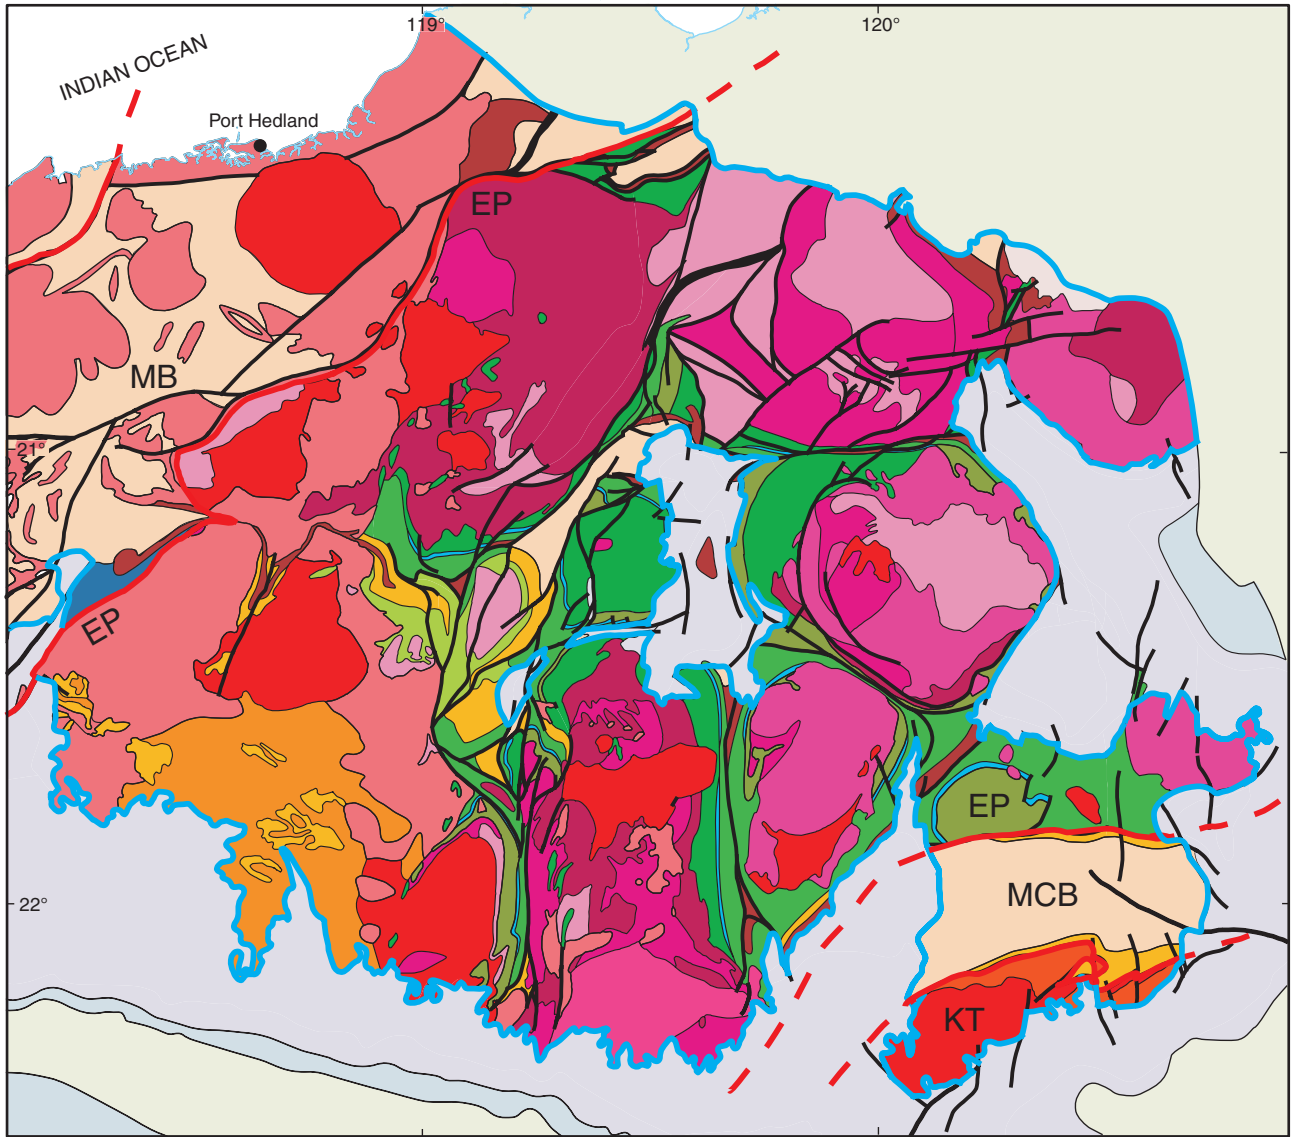 119°
120°
INDIAN OCEAN
Port Hedland
EP
MB
21°
EP
EP
MCB
22°
KT